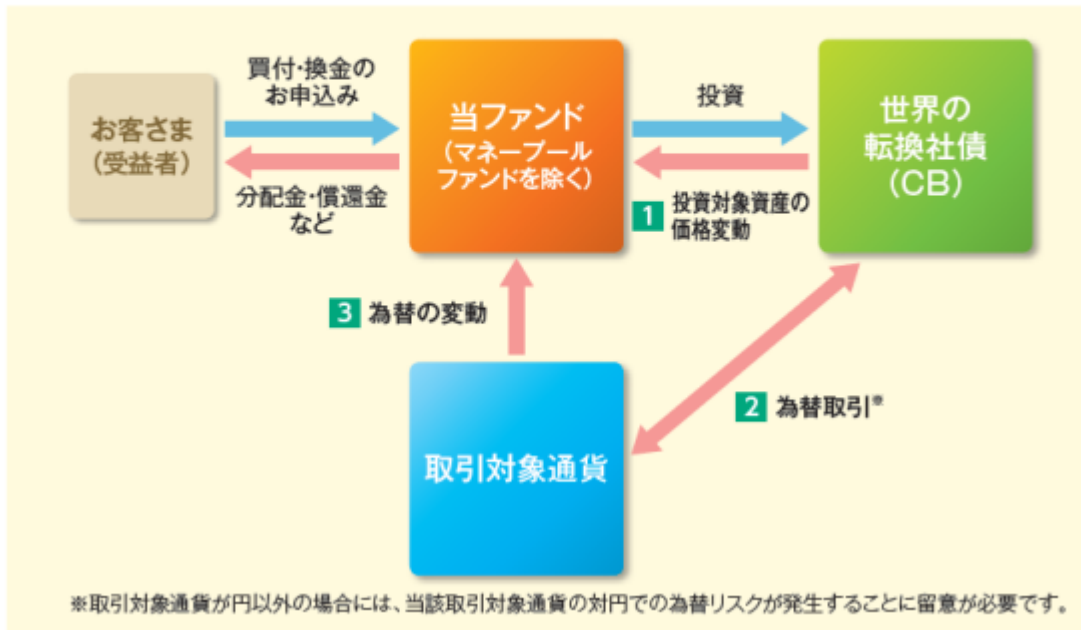 お客さま
（受益者）
買付・換金の
お申込み
分配金・償還金
など
当ファンド
（マネープール
ファンドを除く）
投資
1 投資対象資産の
価格変動
世界の
転換社債
（CB）
3 為替の変動
2 為替取引※
取引対象通貨
※取引対象通貨が円以外の場合には、当該取引対象通貨の対円での為替リスクが発生することに留意が必要です。